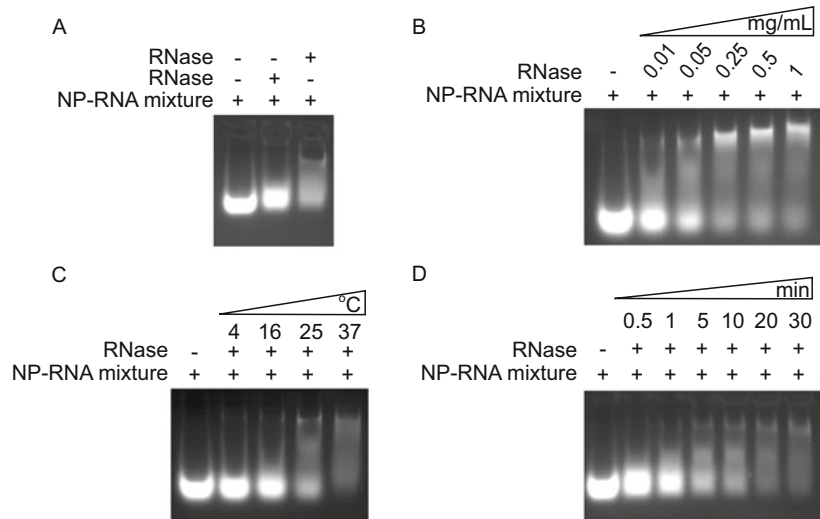 A
RNase - - +
RNase - + -
NP-RNA mixture + + +
B
mg/mL
RNase - 0.01 0.05 0.25 0.5 1
NP-RNA mixture + + + + + +
C
°C
4 16 25 37
RNase - + + + +
NP-RNA mixture + + + + +
D
min
0.5 1 5 10 20 30
RNase - + + + + + +
NP-RNA mixture + + + + + + +